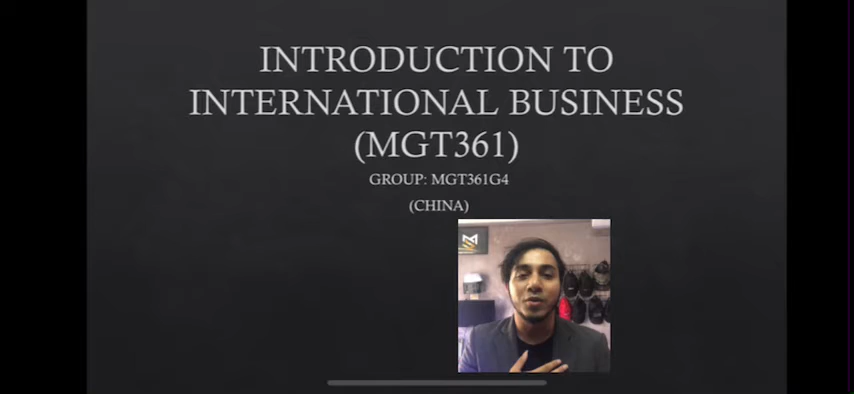 INTRODUCTION TO
INTERNATIONAL BUSINESS
(MGT361)
GROUP: MGT361G4
(CHINA)